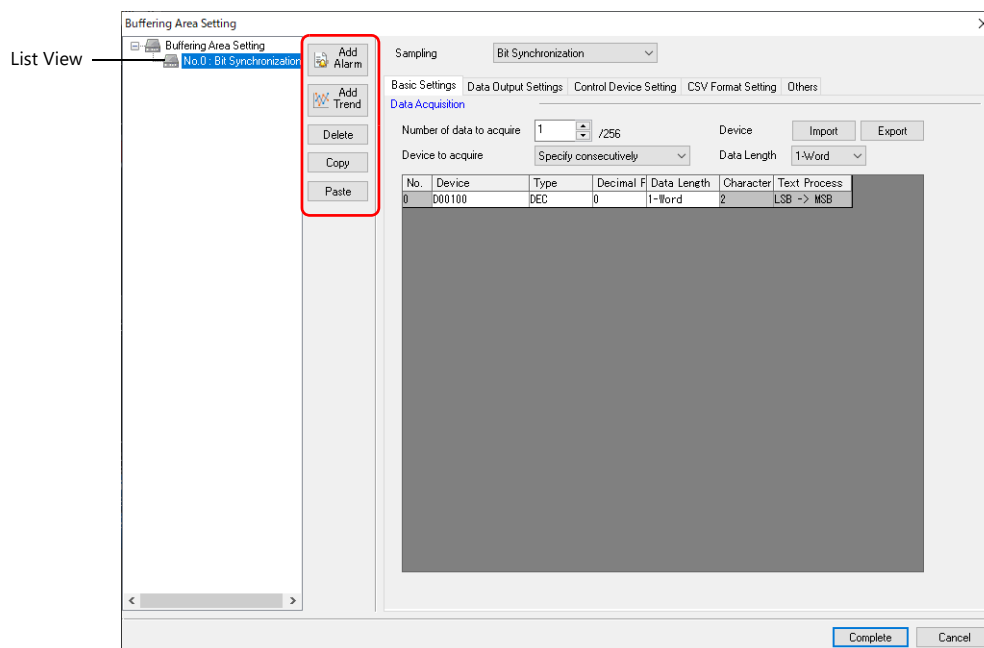 Buffering Area Setting
List View
Buffering Area Setting
No.0 : Bit Synchronization
Add
Alarm
Add
Trend
Delete
Copy
Paste
Sampling Bit Synchronization
Basic Settings Data Output Settings Control Device Setting CSV Format Setting Others
Data Acquisition
Number of data to acquire 1 /256 Device Import Export
Device to acquire Specify consecutively Data Length 1-Word
No. Device Type Decimal F Data Length Character Text Process
0 D00100 DEC 0 1-Word 2 LSB -> MSB
Complete Cancel